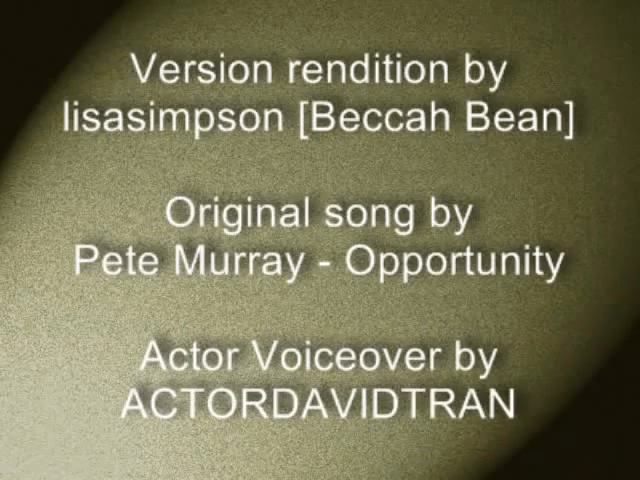 Version rendition by
lisasimpson [Beccah Bean]
Original song by
Pete Murray - Opportunity
Actor Voiceover by
ACTORDAVIDTRAN